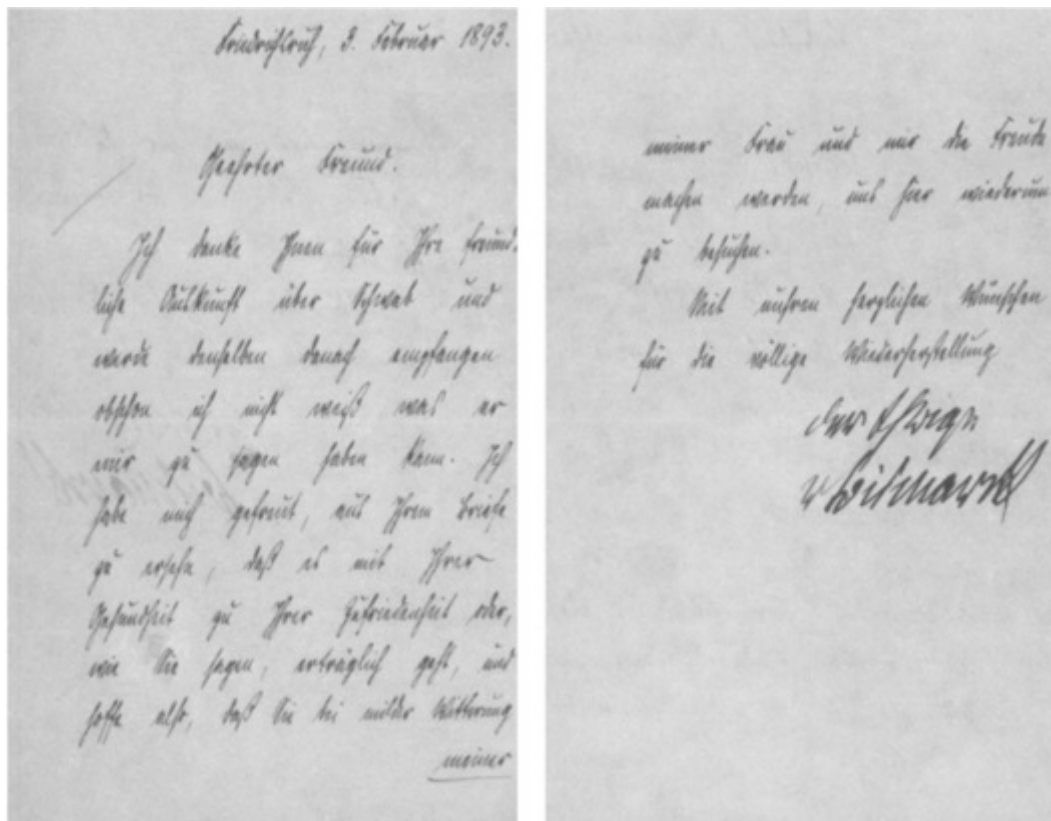 Friedrichsruh, 3. Februar 1893.
Geehrter Freund.
Ich danke Ihnen für Ihre freund-
liche Auskunft über Schwab und
werde denselben danach empfangen
obschon ich nicht weiß was er
mir zu sagen haben kann. Ich
habe mich gefreut, aus Ihrem Briefe
zu ersehn, daß es mit Ihrer
Gesundheit zu Ihrer Zufriedenheit oder,
wie Sie sagen, erträglich geht, und
hoffe also, daß Sie bei milder Witterung
meiner
meiner Frau und mir die Freude
machen werden, uns hier wiederum
zu besuchen.
Mit unsren herzlichen Wünschen
für die völlige Wiederherstellung
der Ihrige
v Bismarck